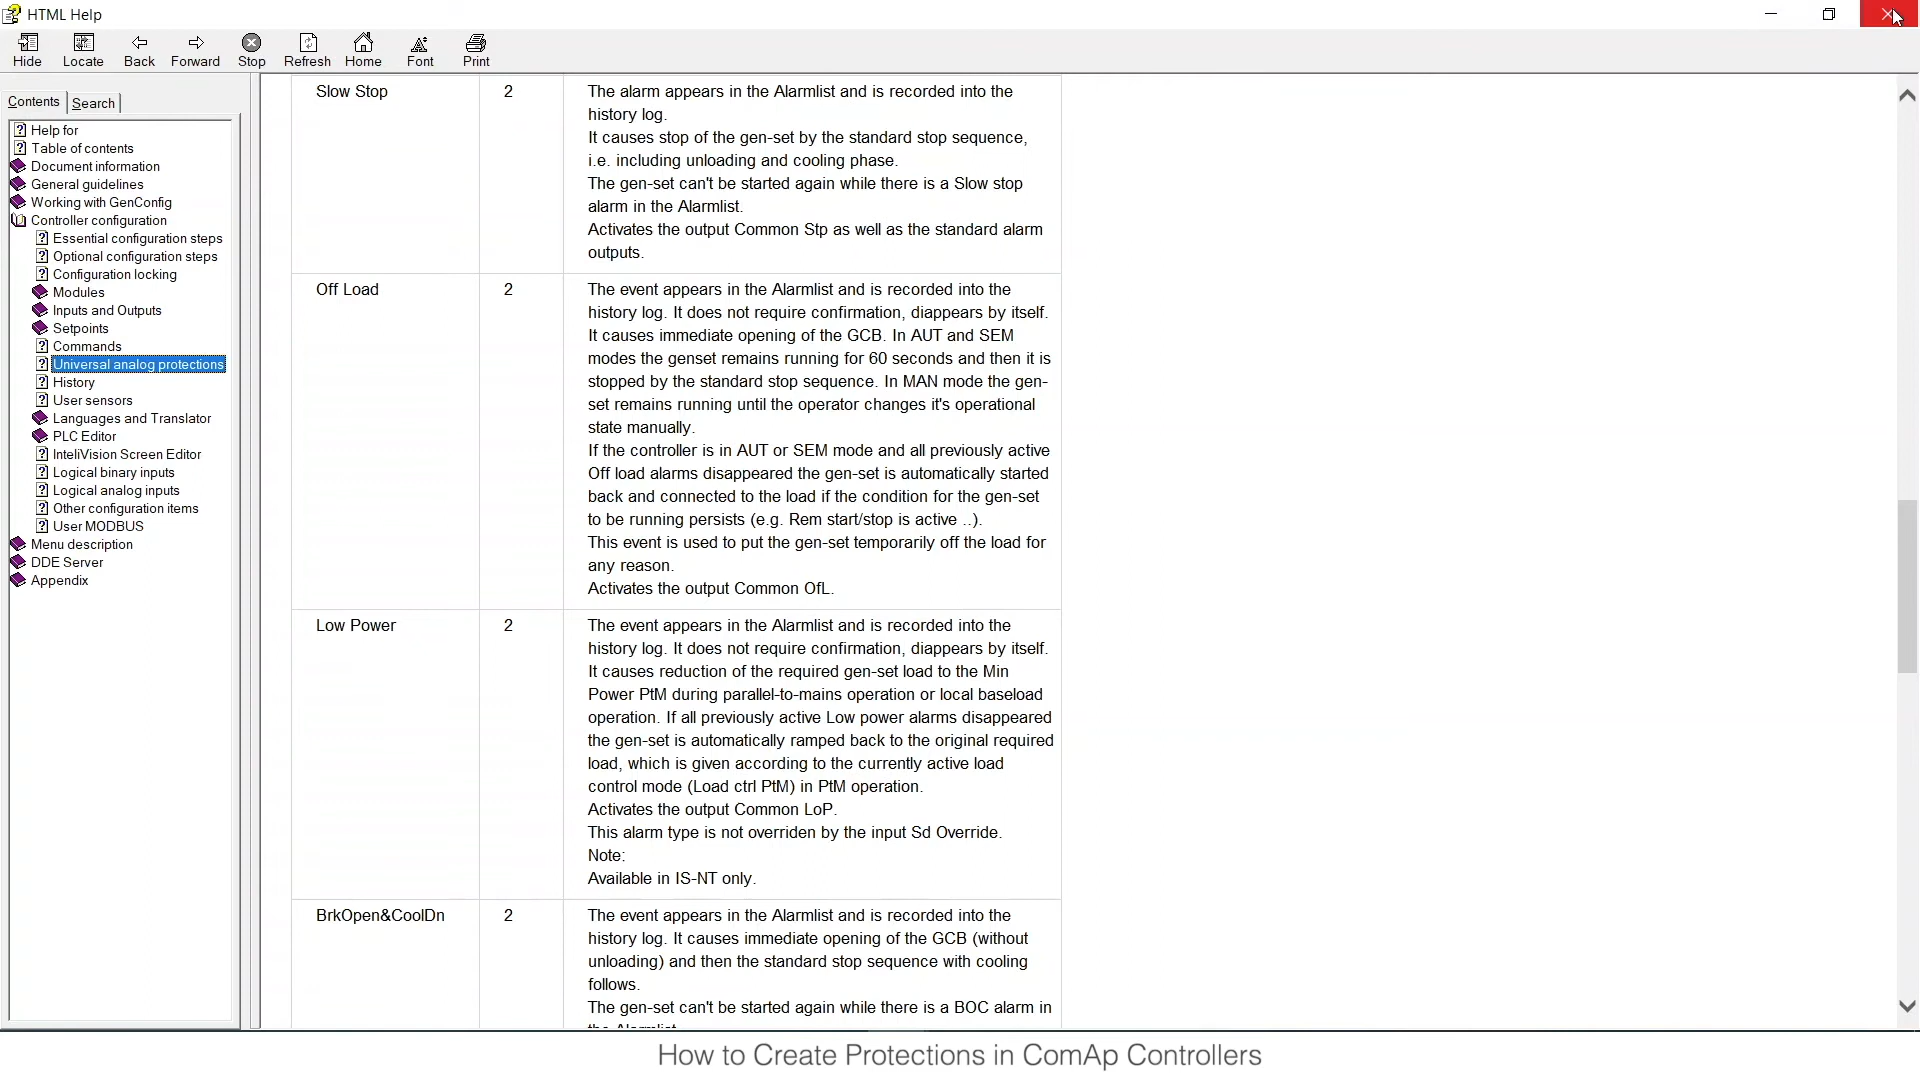 HTML Help
Hide
Locate
Back
Forward
Stop
Refresh
Home
Font
Print
Contents
Search
Help for
Table of contents
Document information
General guidelines
Working with GenConfig
Controller configuration
Essential configuration steps
Optional configuration steps
Configuration locking
Modules
Inputs and Outputs
Setpoints
Commands
Universal analog protections
History
User sensors
Languages and Translator
PLC Editor
InteliVision Screen Editor
Logical binary inputs
Logical analog inputs
Other configuration items
User MODBUS
Menu description
DDE Server
Appendix
Slow Stop
2
The alarm appears in the Alarmlist and is recorded into the
history log.
It causes stop of the gen-set by the standard stop sequence,
i.e. including unloading and cooling phase.
The gen-set can't be started again while there is a Slow stop
alarm in the Alarmlist.
Activates the output Common Stp as well as the standard alarm
outputs.
Off Load
2
The event appears in the Alarmlist and is recorded into the
history log. It does not require confirmation, diappears by itself.
It causes immediate opening of the GCB. In AUT and SEM
modes the genset remains running for 60 seconds and then it is
stopped by the standard stop sequence. In MAN mode the gen-
set remains running until the operator changes it's operational
state manually.
If the controller is in AUT or SEM mode and all previously active
Off load alarms disappeared the gen-set is automatically started
back and connected to the load if the condition for the gen-set
to be running persists (e.g. Rem start/stop is active ..).
This event is used to put the gen-set temporarily off the load for
any reason.
Activates the output Common OfL.
Low Power
2
The event appears in the Alarmlist and is recorded into the
history log. It does not require confirmation, diappears by itself.
It causes reduction of the required gen-set load to the Min
Power PtM during parallel-to-mains operation or local baseload
operation. If all previously active Low power alarms disappeared
the gen-set is automatically ramped back to the original required
load, which is given according to the currently active load
control mode (Load ctrl PtM) in PtM operation.
Activates the output Common LoP.
This alarm type is not overriden by the input Sd Override.
Note:
Available in IS-NT only.
BrkOpen&CoolDn
2
The event appears in the Alarmlist and is recorded into the
history log. It causes immediate opening of the GCB (without
unloading) and then the standard stop sequence with cooling
follows.
The gen-set can't be started again while there is a BOC alarm in
the Alarmlist
How to Create Protections in ComAp Controllers